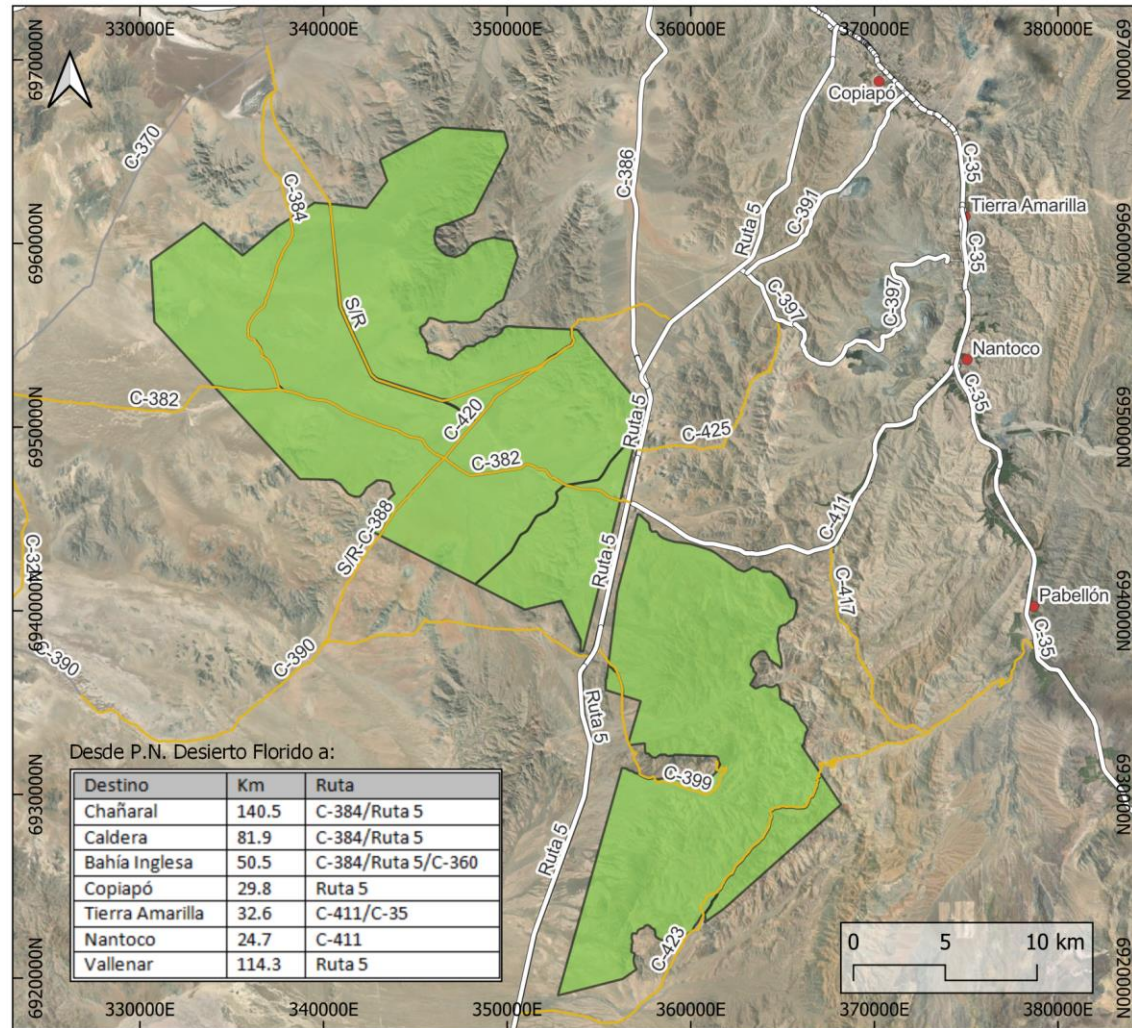 330000E 340000E 350000E 360000E 370000E 380000E
6970000N
6970000N
Copiapó
C-370
C-386
C-35
C-384
C-391
Tierra Amarilla
Ruta 5
6960000N
C-35
6960000N
S/R
C-397
C-397
Nantoco
C-35
C-382
C-420
Ruta 5
C-425
6950000N
6950000N
C-382
C-411
S/R-C-388
Ruta 5
C-417
Pabellón
6940000N
C-35
6940000N
C-390
C-390
Ruta 5
C-399
6930000N
6930000N
Ruta 5
C-423
Desde P.N. Desierto Florido a:
Destino Km Ruta
Chañaral 140.5 C-384/Ruta 5
Caldera 81.9 C-384/Ruta 5
Bahía Inglesa 50.5 C-384/Ruta 5/C-360
Copiapó 29.8 Ruta 5
Tierra Amarilla 32.6 C-411/C-35
Nantoco 24.7 C-411
Vallenar 114.3 Ruta 5
0 5 10 km
6920000N
6920000N
330000E 340000E 350000E 360000E 370000E 380000E